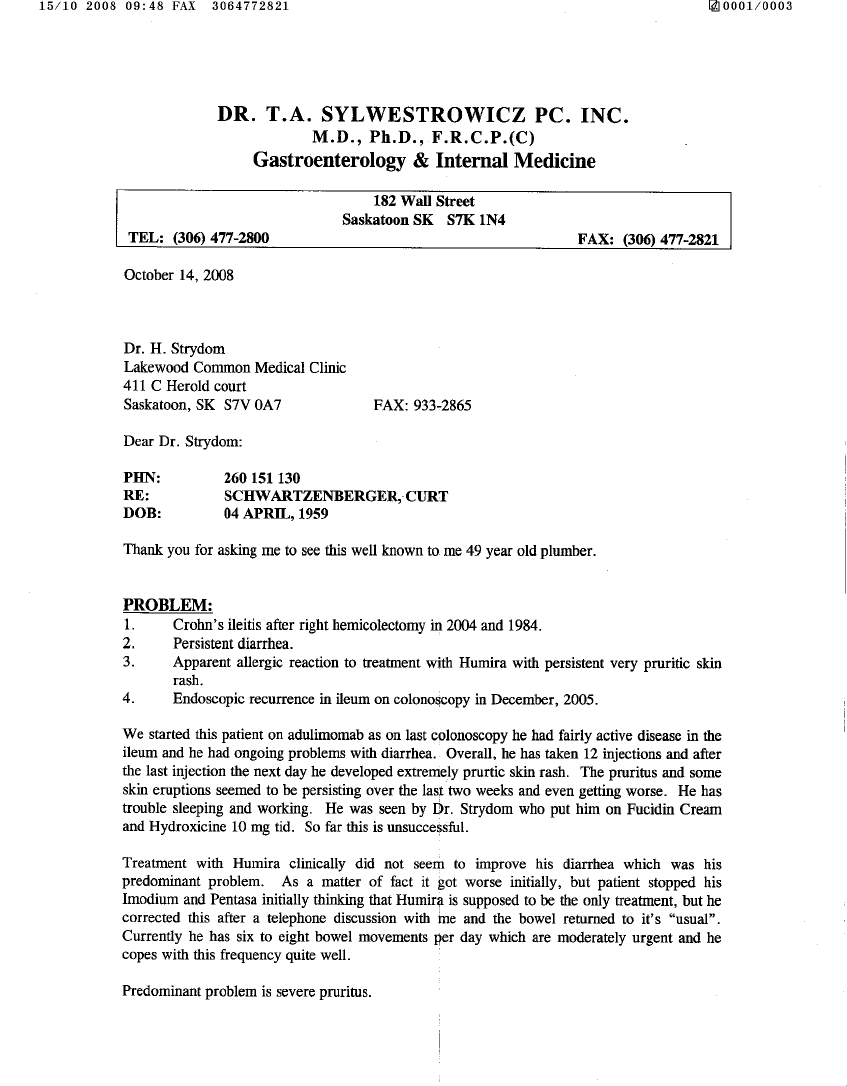 15/10 2008 09:48 FAX 3064772821 0001/0003
DR. T.A. SYLWESTROWICZ PC. INC.
M.D., Ph.D., F.R.C.P.(C)
Gastroenterology & Internal Medicine
182 Wall Street
Saskatoon SK S7K 1N4
TEL: (306) 477-2800 FAX: (306) 477-2821
October 14, 2008
Dr. H. Strydom
Lakewood Common Medical Clinic
411 C Herold court
Saskatoon, SK S7V 0A7 FAX: 933-2865
Dear Dr. Strydom:
PHN: 260 151 130
RE: SCHWARTZENBERGER, CURT
DOB: 04 APRIL, 1959
Thank you for asking me to see this well known to me 49 year old plumber.
PROBLEM:
1. Crohn's ileitis after right hemicolectomy in 2004 and 1984.
2. Persistent diarrhea.
3. Apparent allergic reaction to treatment with Humira with persistent very pruritic skin
rash.
4. Endoscopic recurrence in ileum on colonoscopy in December, 2005.
We started this patient on adulimomab as on last colonoscopy he had fairly active disease in the
ileum and he had ongoing problems with diarrhea. Overall, he has taken 12 injections and after
the last injection the next day he developed extremely prurtic skin rash. The pruritus and some
skin eruptions seemed to be persisting over the last two weeks and even getting worse. He has
trouble sleeping and working. He was seen by Dr. Strydom who put him on Fucidin Cream
and Hydroxicine 10 mg tid. So far this is unsuccessful.
Treatment with Humira clinically did not seem to improve his diarrhea which was his
predominant problem. As a matter of fact it got worse initially, but patient stopped his
Imodium and Pentasa initially thinking that Humira is supposed to be the only treatment, but he
corrected this after a telephone discussion with me and the bowel returned to it's "usual".
Currently he has six to eight bowel movements per day which are moderately urgent and he
copes with this frequency quite well.
Predominant problem is severe pruritus.